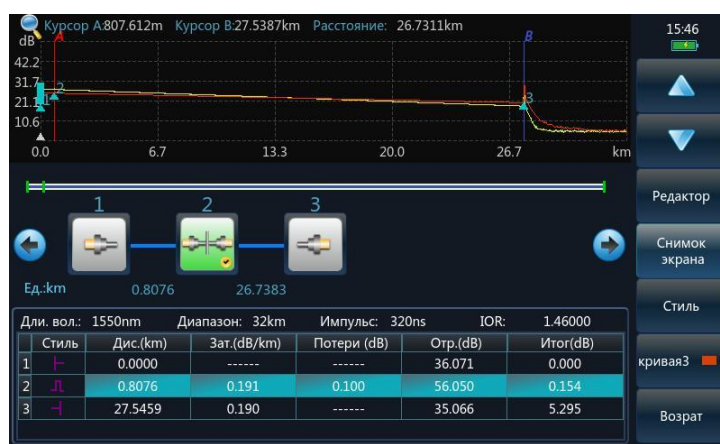 Курсор A:807.612m Курсор B:27.5387km Расстояние: 26.7311km
15:46
dB
A
B
42.2
31.7
21.1
10.6
1
2
3
0.0 6.7 13.3 20.0 26.7 km
Редактор
1 2 3
Снимок
экрана
Ед.:km 0.8076 26.7383
Стиль
Дли. вол.: 1550nm Диапазон: 32km Импульс: 320ns IOR: 1.46000
Стиль Дис.(km) Зат.(dB/km) Потери (dB) Отр.(dB) Итог(dB)
1 0.0000 ------ ------ 36.071 0.000
кривая3
2 0.8076 0.191 0.100 56.050 0.154
3 27.5459 0.190 ------ 35.066 5.295
Возрат